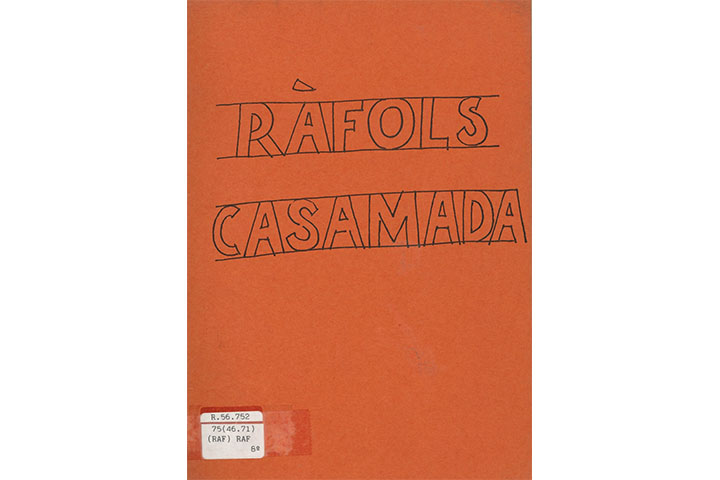 RÀFOLS
CASAMADA
R.56.752
75(46.71)
(RAF) RAF
8º